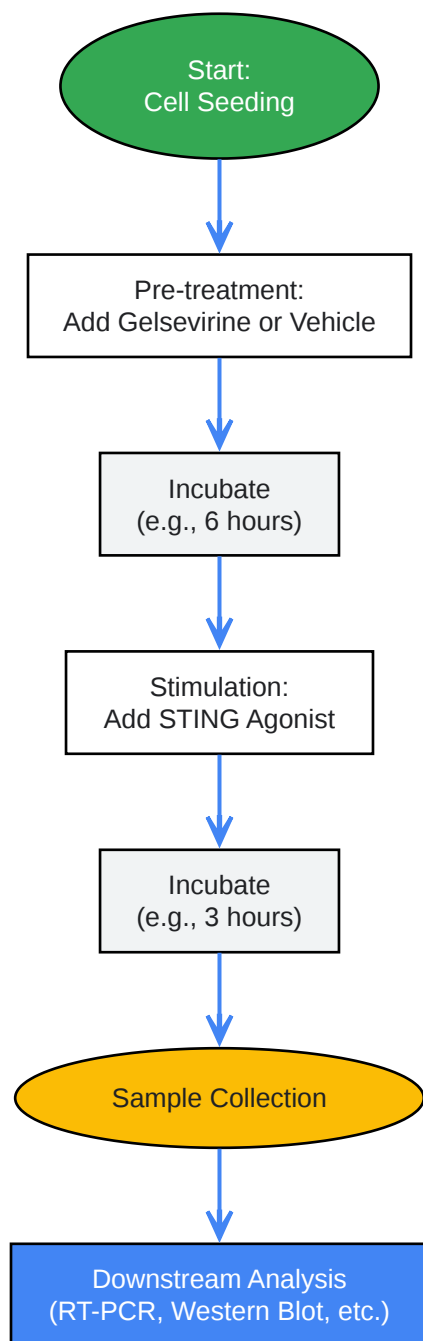 Start:
Cell Seeding
Pre-treatment:
Add Gelsevirine or Vehicle
Incubate
(e.g., 6 hours)
Stimulation:
Add STING Agonist
Incubate
(e.g., 3 hours)
Sample Collection
Downstream Analysis
(RT-PCR, Western Blot, etc.)